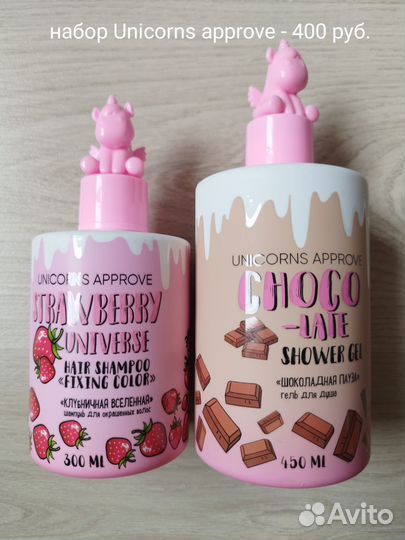 набор Unicorns approve - 400 руб.
UNICORNS APPROVE
STRAWBERRY
UNIVERSE
HAIR SHAMPOO
«FIXING COLOR»
«КЛУБНИЧНАЯ ВСЕЛЕННАЯ»
шампунь для окрашенных волос
300 ML
UNICORNS APPROVE
CHOCO
-LATE
SHOWER GEL
«ШОКОЛАДНАЯ ПАУЗА»
гель для душа
450 ML
Avito